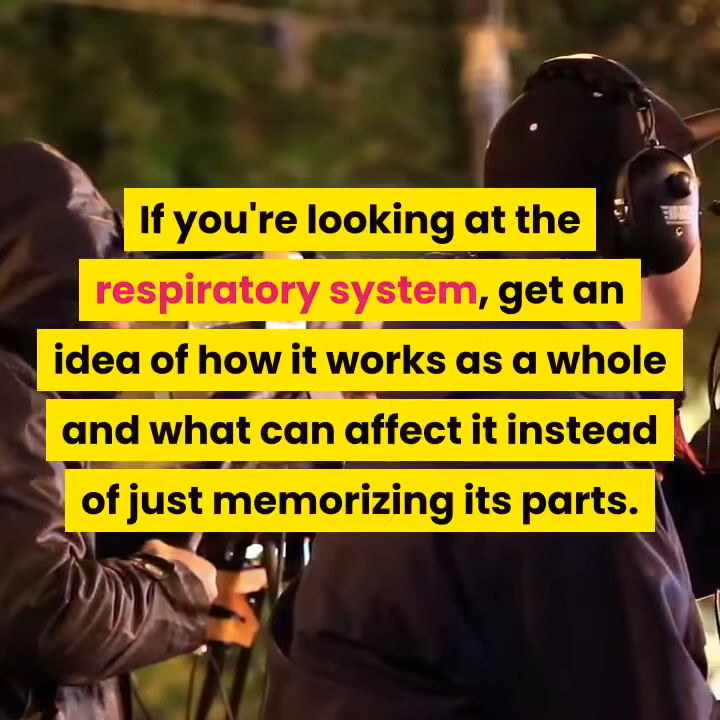 If you're looking at the
respiratory system, get an
idea of how it works as a whole
and what can affect it instead
of just memorizing its parts.